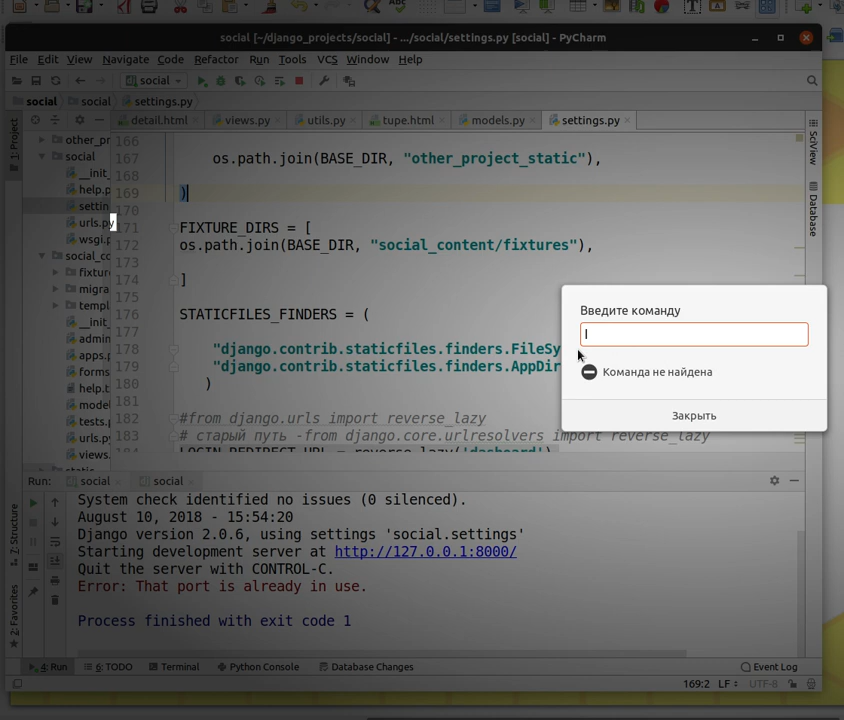 social [~/django_projects/social] - .../social/settings.py [social] - PyCharm
File Edit View Navigate Code Refactor Run Tools VCS Window Help
social
social social settings.py
1: Project
detail.html views.py utils.py tupe.html models.py settings.py
SciView
Database
other_pr
social
__init_
help.p
settin
urls.py
wsgi.p
social_co
fixture
migra
templ
__init_
admin
apps.p
forms
help.t
model
tests.p
urls.p
views.
166
167 os.path.join(BASE_DIR, "other_project_static"),
168
169 )
170
171 FIXTURE_DIRS = [
172 os.path.join(BASE_DIR, "social_content/fixtures"),
173
174 ]
175
176 STATICFILES_FINDERS = (
177
178 "django.contrib.staticfiles.finders.FileSy
179 "django.contrib.staticfiles.finders.AppDir
180 )
181
182 #from django.urls import reverse_lazy
183 # старый путь -from django.core.urlresolvers import reverse_lazy
LOGIN_REDIRECT_URL = reverse_lazy('dasboard')
Введите команду
Команда не найдена
Закрыть
Run: social social
System check identified no issues (0 silenced).
August 10, 2018 - 15:54:20
Django version 2.0.6, using settings 'social.settings'
Starting development server at http://127.0.0.1:8000/
Quit the server with CONTROL-C.
Error: That port is already in use.
Process finished with exit code 1
7: Structure
2: Favorites
4: Run 6: TODO Terminal Python Console Database Changes Event Log
169:2 LF UTF-8